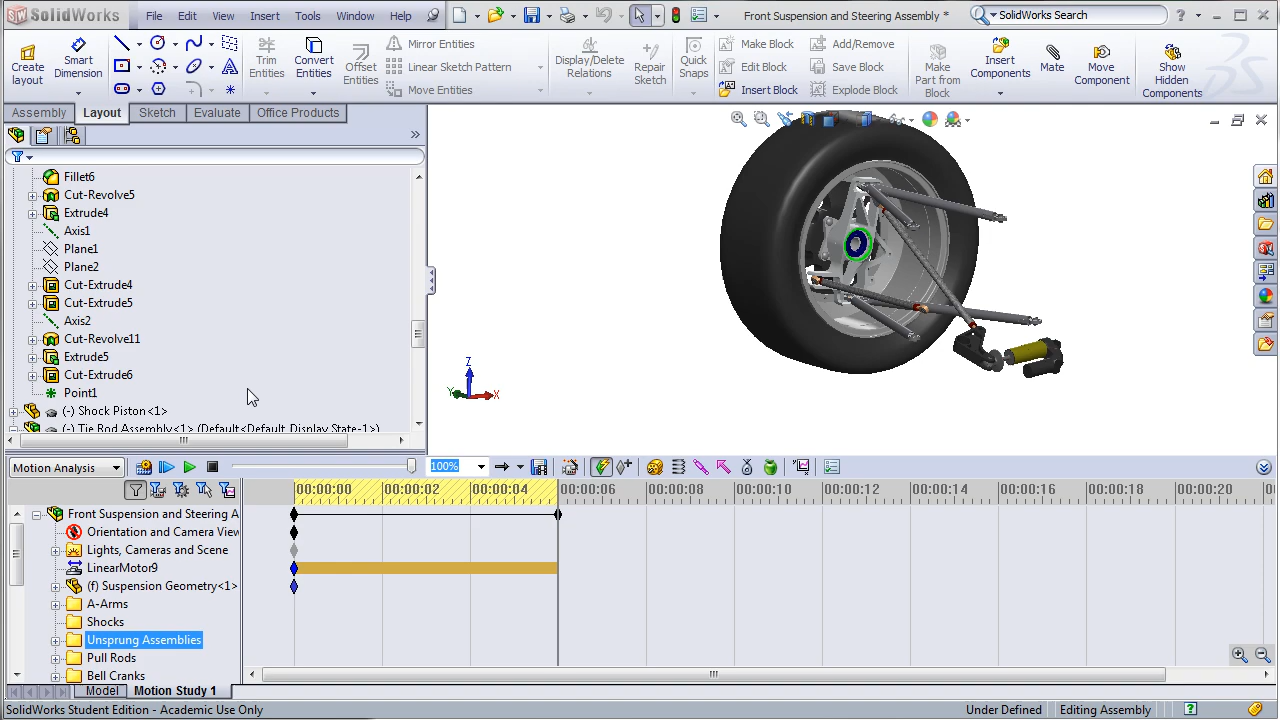 SolidWorks File Edit View Insert Tools Window Help Front Suspension and Steering Assembly * SolidWorks Search
Create layout
Smart Dimension
Trim Entities
Convert Entities
Offset Entities
Mirror Entities
Linear Sketch Pattern
Move Entities
Display/Delete Relations
Repair Sketch
Quick Snaps
Make Block
Edit Block
Insert Block
Add/Remove
Save Block
Explode Block
Make Part from Block
Insert Components
Mate
Move Component
Show Hidden Components
Assembly Layout Sketch Evaluate Office Products
Fillet6
Cut-Revolve5
Extrude4
Axis1
Plane1
Plane2
Cut-Extrude4
Cut-Extrude5
Axis2
Cut-Revolve11
Extrude5
Cut-Extrude6
Point1
(-) Shock Piston<1>
(-) Tie Rod Assembly<1> (Default<Default_Display State-1>)
Z
Y X
Motion Analysis 100%
00:00:00 00:00:02 00:00:04 00:00:06 00:00:08 00:00:10 00:00:12 00:00:14 00:00:16 00:00:18 00:00:20 0
Front Suspension and Steering A
Orientation and Camera View
Lights, Cameras and Scene
LinearMotor9
(f) Suspension Geometry<1>
A-Arms
Shocks
Unsprung Assemblies
Pull Rods
Bell Cranks
Model Motion Study 1
SolidWorks Student Edition - Academic Use Only Under Defined Editing Assembly